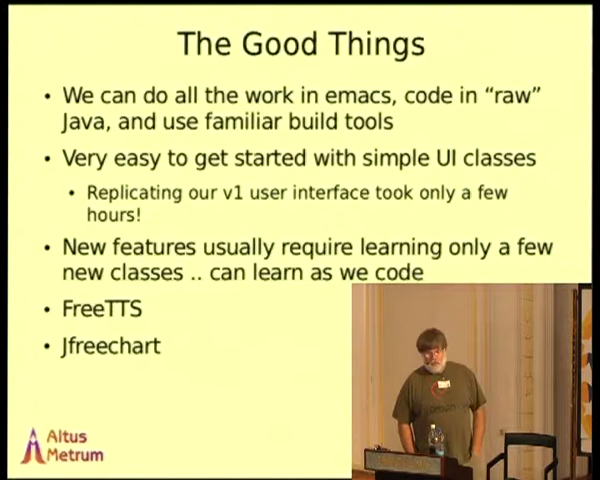 The Good Things
• We can do all the work in emacs, code in “raw”
Java, and use familiar build tools
• Very easy to get started with simple UI classes
• Replicating our v1 user interface took only a few
hours!
• New features usually require learning only a few
new classes .. can learn as we code
• FreeTTS
• Jfreechart
Altus
Metrum